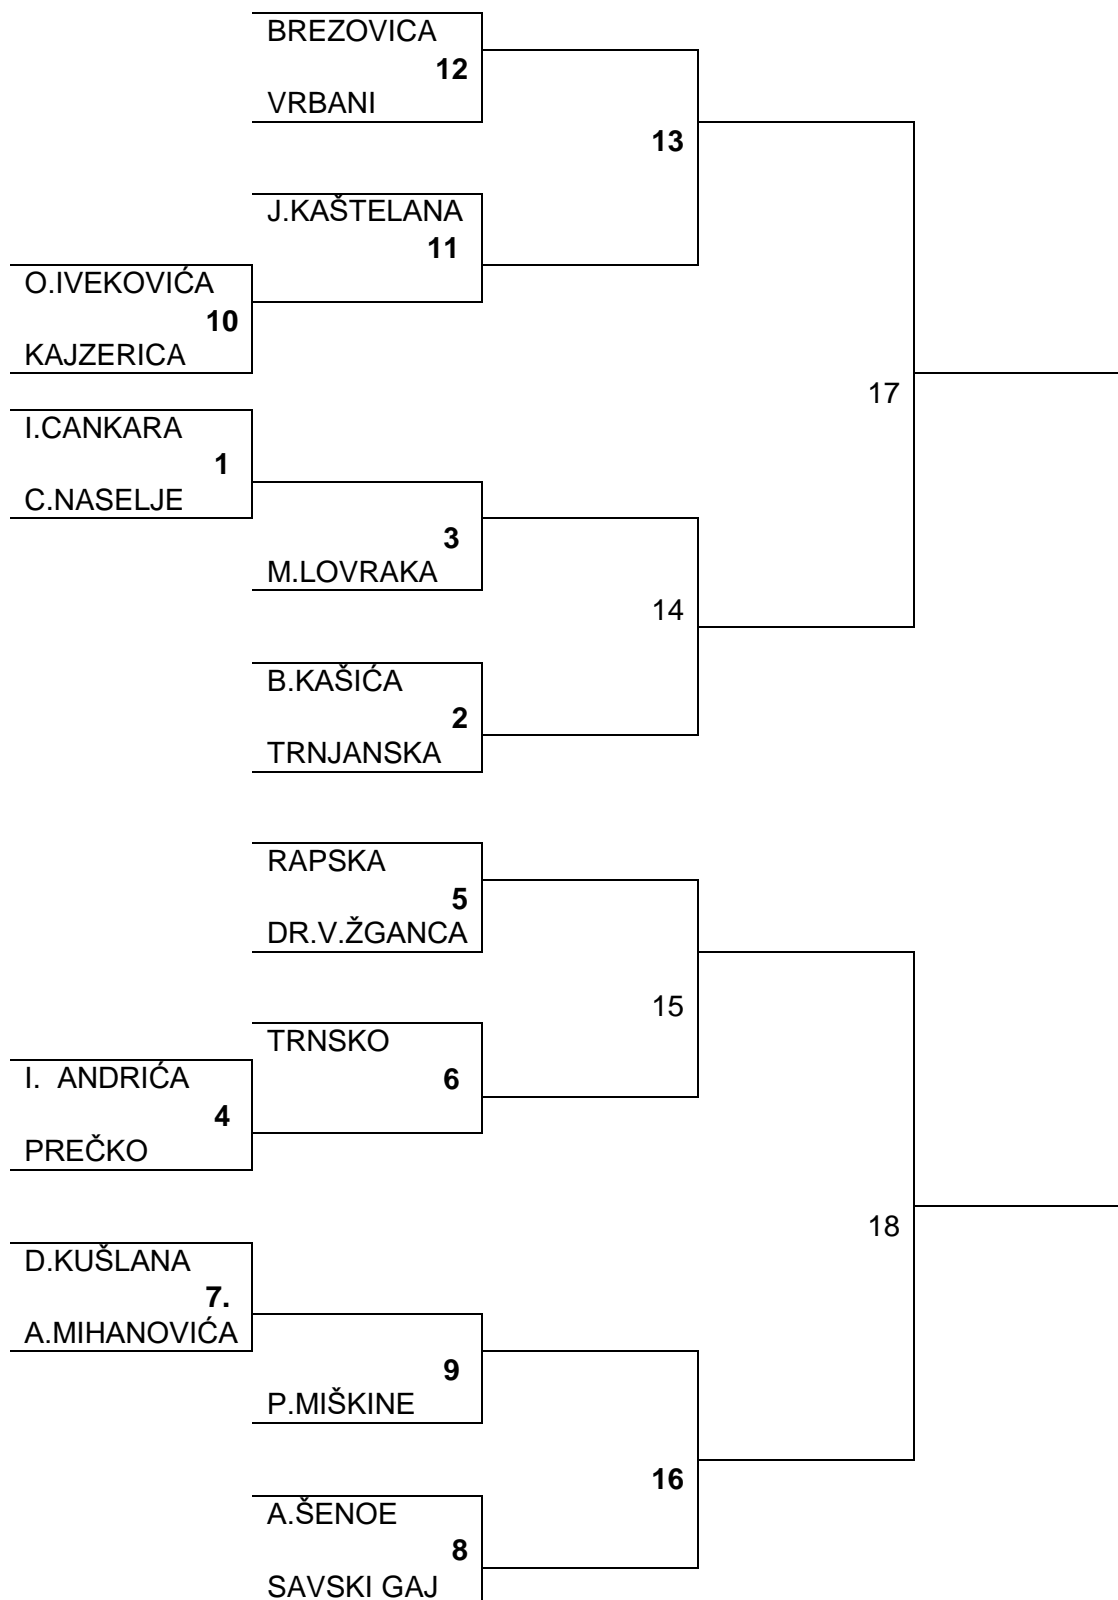 BREZOVICA
12
VRBANI
13
J.KAŠTELANA
11
O.IVEKOVIĆA
10
KAJZERICA
17
I.CANKARA
1
C.NASELJE
3
M.LOVRAKA
14
B.KAŠIĆA
2
TRNJANSKA
RAPSKA
5
DR.V.ŽGANCA
15
TRNSKO
6
I. ANDRIĆA
4
PREČKO
18
D.KUŠLANA
7.
A.MIHANOVIĆA
9
P.MIŠKINE
16
A.ŠENOE
8
SAVSKI GAJ